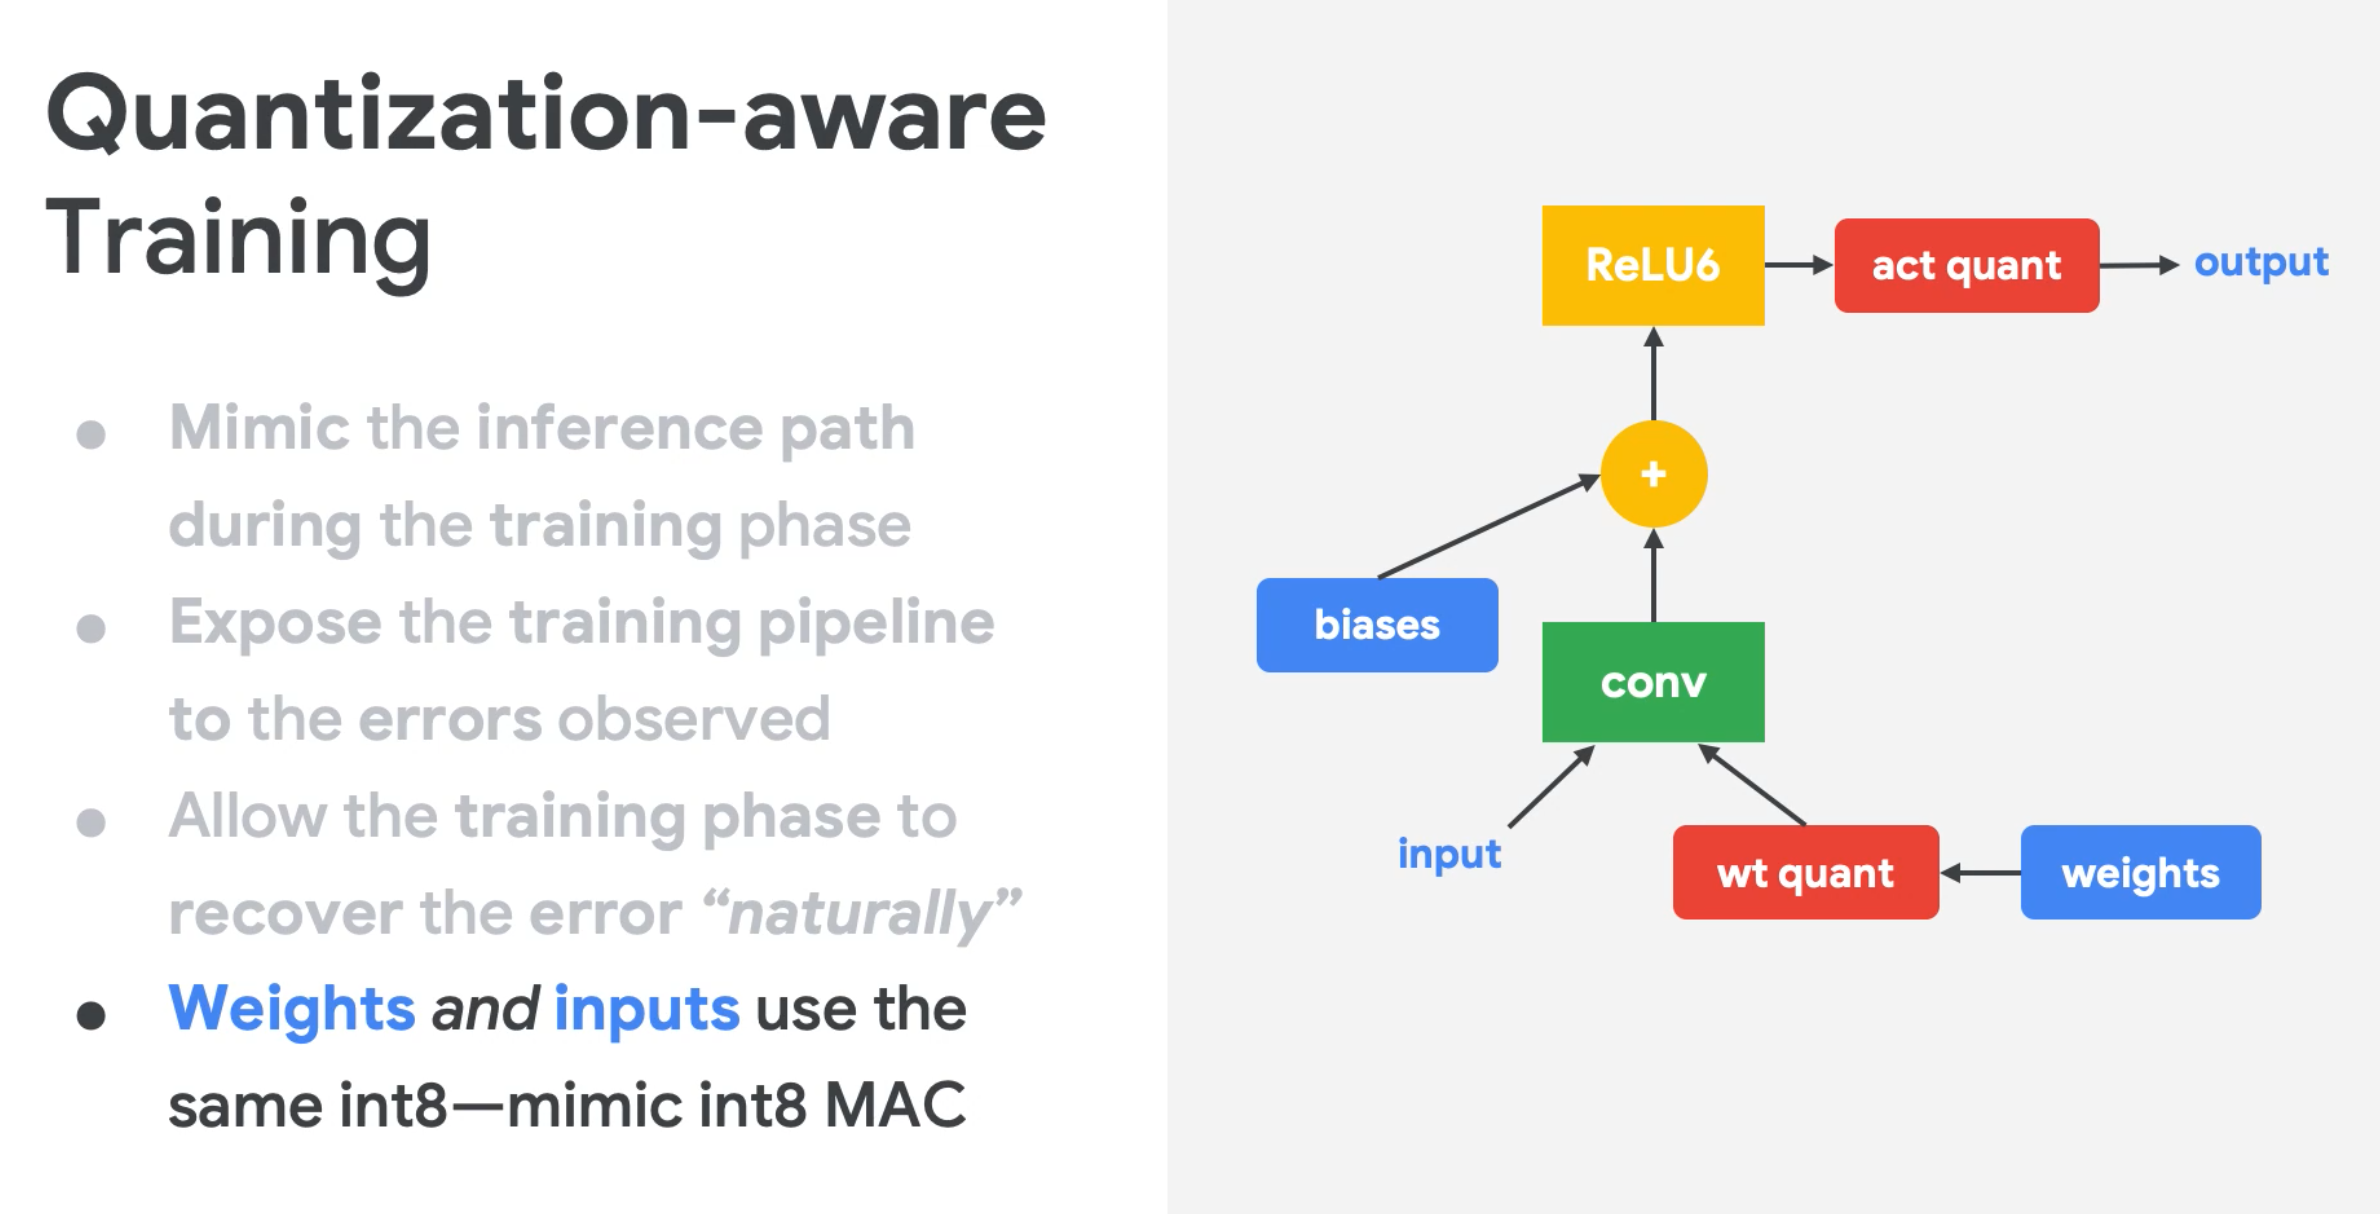 Quantization-aware
Training
● Mimic the inference path
during the training phase
● Expose the training pipeline
to the errors observed
● Allow the training phase to
recover the error “naturally”
● Weights and inputs use the
same int8—mimic int8 MAC
ReLU6
act quant
output
+
biases
conv
input
wt quant
weights